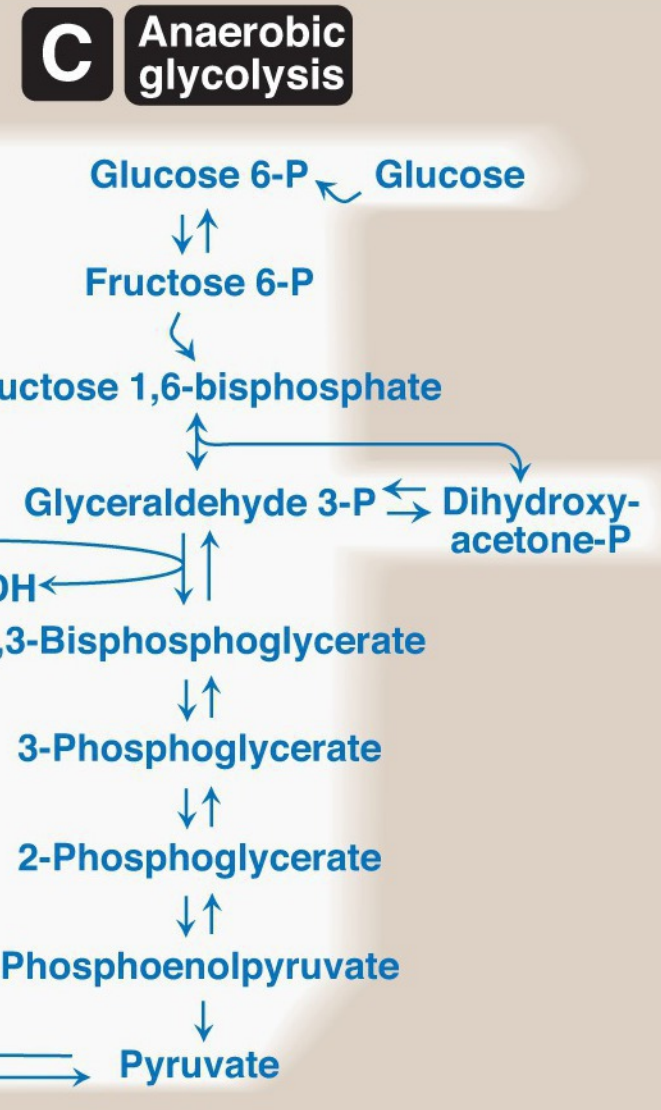 C
Anaerobic
glycolysis
Glucose 6-P
Glucose
Fructose 6-P
uctose 1,6-bisphosphate
Glyceraldehyde 3-P
Dihydroxy-
acetone-P
OH
,3-Bisphosphoglycerate
3-Phosphoglycerate
2-Phosphoglycerate
Phosphoenolpyruvate
Pyruvate